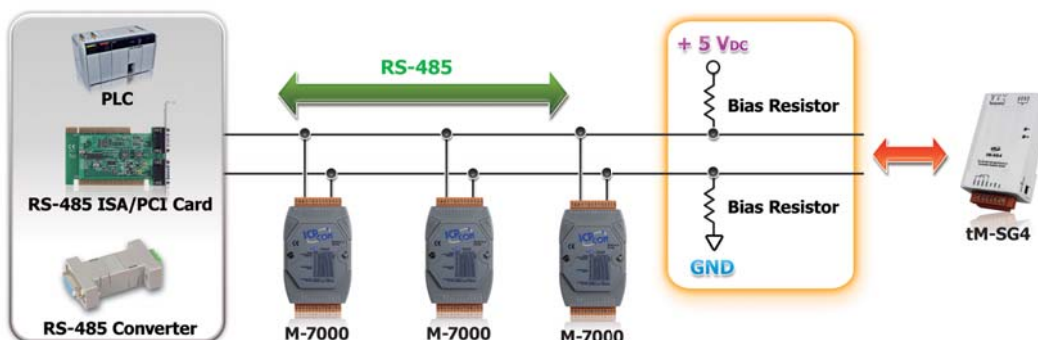 PLC
RS-485 ISA/PCI Card
RS-485 Converter
RS-485
M-7000
M-7000
M-7000
+ 5 VDC
Bias Resistor
Bias Resistor
GND
tM-SG4